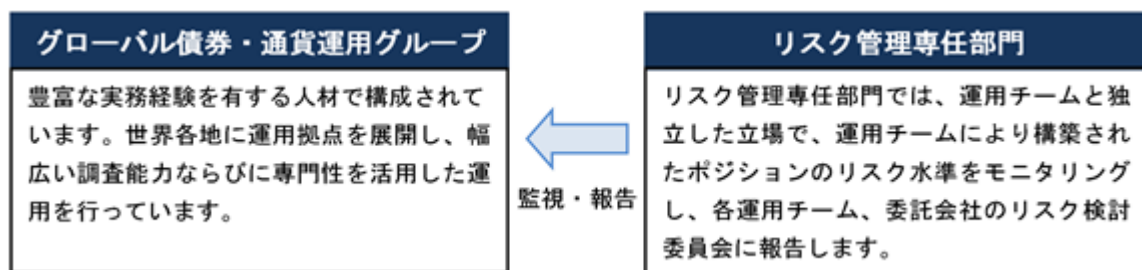 グローバル債券・通貨運用グループ
豊富な実務経験を有する人材で構成されて
います。世界各地に運用拠点を展開し、幅
広い調査能力ならびに専門性を活用した運
用を行っています。
監視・報告
リスク管理専任部門
リスク管理専任部門では、運用チームと独
立した立場で、運用チームにより構築され
たポジションのリスク水準をモニタリング
し、各運用チーム、委託会社のリスク検討
委員会に報告します。